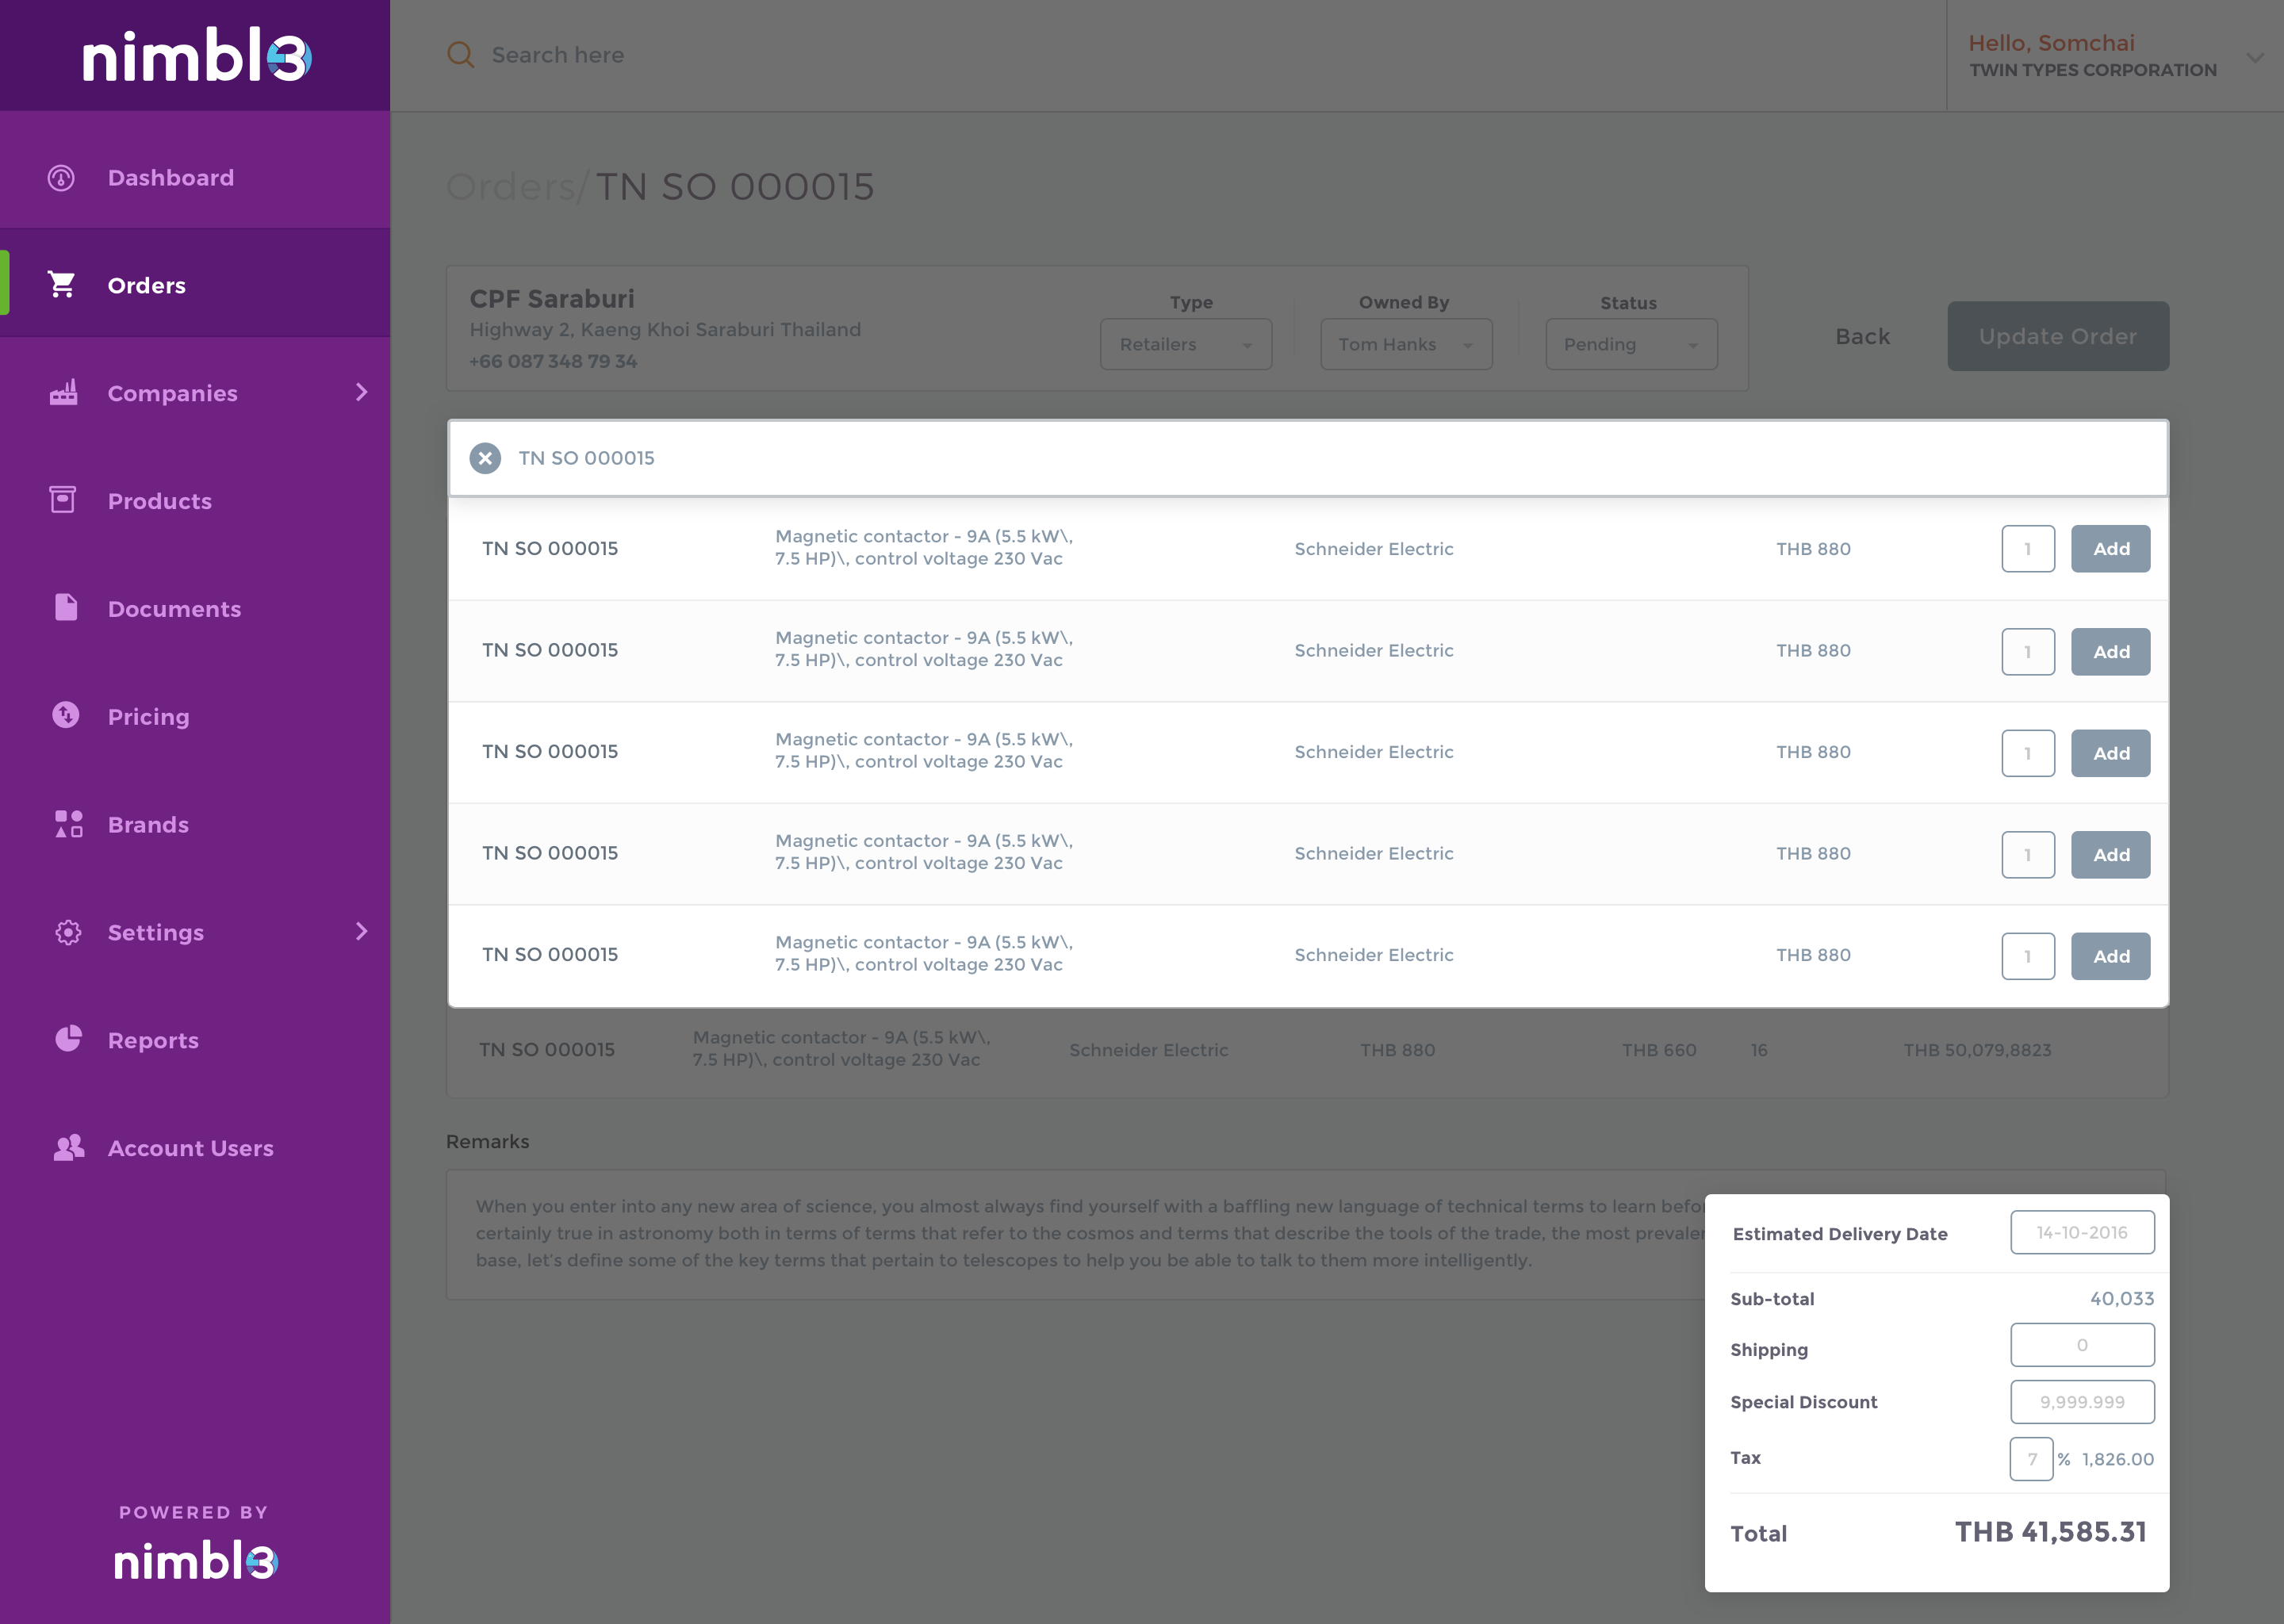 nimbl3
Search here
Hello, Somchai
TWIN TYPES CORPORATION
Dashboard
Orders
Companies
Products
Documents
Pricing
Brands
Settings
Reports
Account Users
POWERED BY
nimbl3
Orders/ TN SO 000015
CPF Saraburi
Highway 2, Kaeng Khoi Saraburi Thailand
+66 087 348 79 34
Type
Retailers
Owned By
Tom Hanks
Status
Pending
Back
Update Order
TN SO 000015
TN SO 000015
Magnetic contactor - 9A (5.5 kW\,
7.5 HP)\, control voltage 230 Vac
Schneider Electric
THB 880
1
Add
TN SO 000015
Magnetic contactor - 9A (5.5 kW\,
7.5 HP)\, control voltage 230 Vac
Schneider Electric
THB 880
1
Add
TN SO 000015
Magnetic contactor - 9A (5.5 kW\,
7.5 HP)\, control voltage 230 Vac
Schneider Electric
THB 880
1
Add
TN SO 000015
Magnetic contactor - 9A (5.5 kW\,
7.5 HP)\, control voltage 230 Vac
Schneider Electric
THB 880
1
Add
TN SO 000015
Magnetic contactor - 9A (5.5 kW\,
7.5 HP)\, control voltage 230 Vac
Schneider Electric
THB 880
1
Add
TN SO 000015
Magnetic contactor - 9A (5.5 kW\,
7.5 HP)\, control voltage 230 Vac
Schneider Electric
THB 880
THB 660
16
THB 50,079,8823
Remarks
When you enter into any new area of science, you almost always find yourself with a baffling new language of technical terms to learn
certainly true in astronomy both in terms of terms that refer to the cosmos and terms that describe the tools of the trade, the most
base, let's define some of the key terms that pertain to telescopes to help you be able to talk to them more intelligently.
Estimated Delivery Date
14-10-2016
Sub-total
40,033
Shipping
0
Special Discount
9,999.999
Tax
7 % 1,826.00
Total
THB 41,585.31